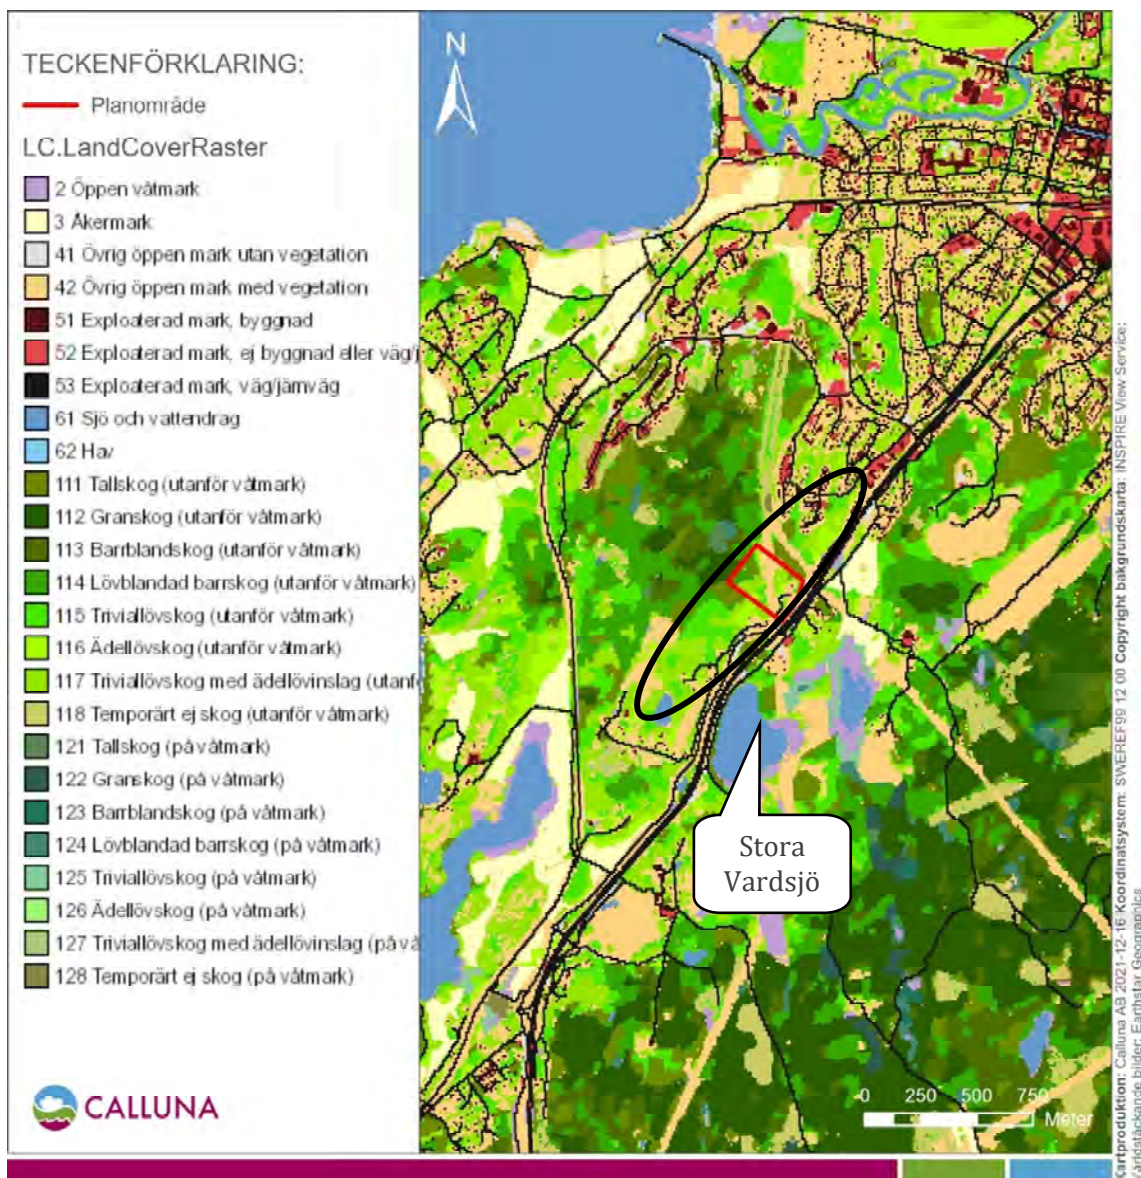 TECKENFÖRKLARING:
Planområde
LC.LandCoverRaster
2 Öppen våtmark
3 Åkermark
41 Övrig öppen mark utan vegetation
42 Övrig öppen mark med vegetation
51 Exploaterad mark, byggnad
52 Exploaterad mark, ej byggnad eller väg/j
53 Exploaterad mark, väg/järnväg
61 Sjö och vattendrag
62 Hav
111 Tallskog (utanför våtmark)
112 Granskog (utanför våtmark)
113 Barrblandskog (utanför våtmark)
114 Lövblandad barrskog (utanför våtmark)
115 Triviallövskog (utanför våtmark)
116 Ädellövskog (utanför våtmark)
117 Triviallövskog med ädellövinslag (utanf
118 Temporärt ej skog (utanför våtmark)
121 Tallskog (på våtmark)
122 Granskog (på våtmark)
123 Barrblandskog (på våtmark)
124 Lövblandad barrskog (på våtmark)
125 Triviallövskog (på våtmark)
126 Ädellövskog (på våtmark)
127 Triviallövskog med ädellövinslag (på vå
128 Temporärt ej skog (på våtmark)
CALLUNA
N
Stora
Vardsjö
0 250 500 750
Meter
Kartproduktion: Calluna AB 2021-12-16 Koordinatsystem: SWEREF99 12 00 Copyright bakgrundskarta: INSPIRE View Service;
Världstäckande bilder: Earthstar Geographics